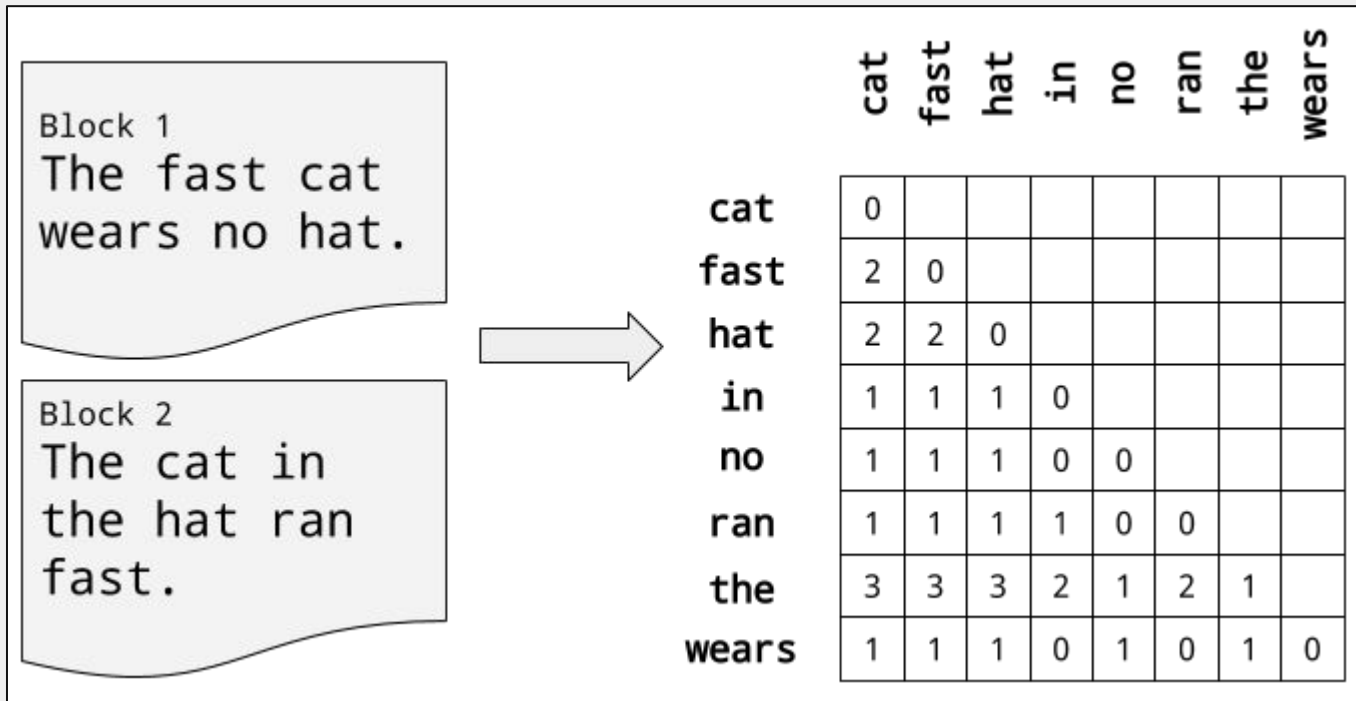 Block 1
The fast cat
wears no hat.
Block 2
The cat in
the hat ran
fast.
cat fast hat in no ran the wears
cat 0
fast 2 0
hat 2 2 0
in 1 1 1 0
no 1 1 1 0 0
ran 1 1 1 1 0 0
the 3 3 3 2 1 2 1
wears 1 1 1 0 1 0 1 0